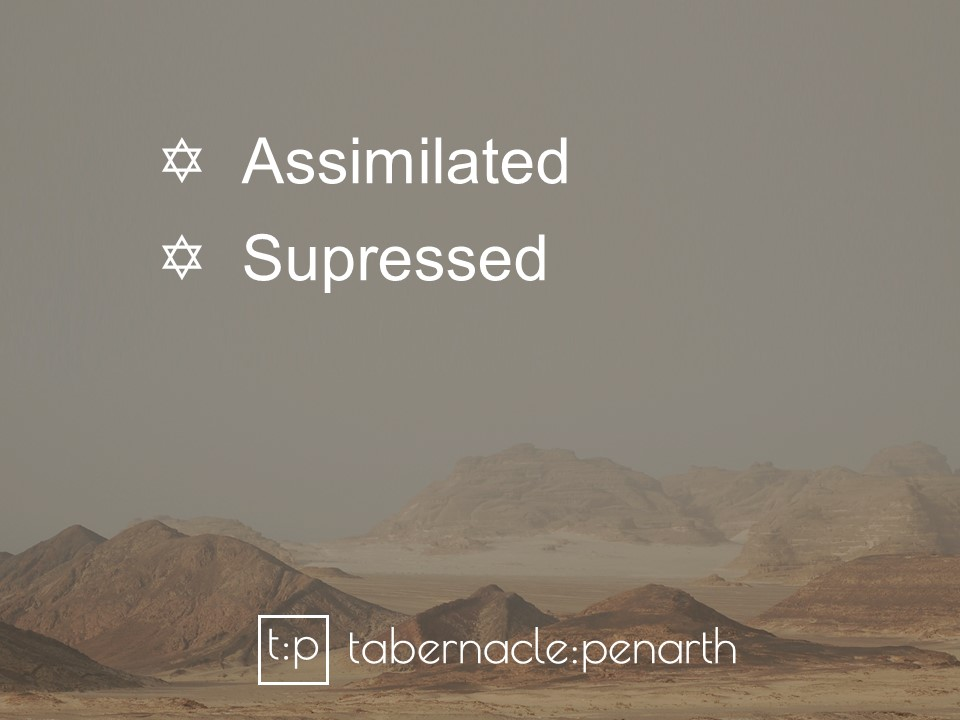 ✡ Assimilated
✡ Supressed
t:p tabernacle:penarth